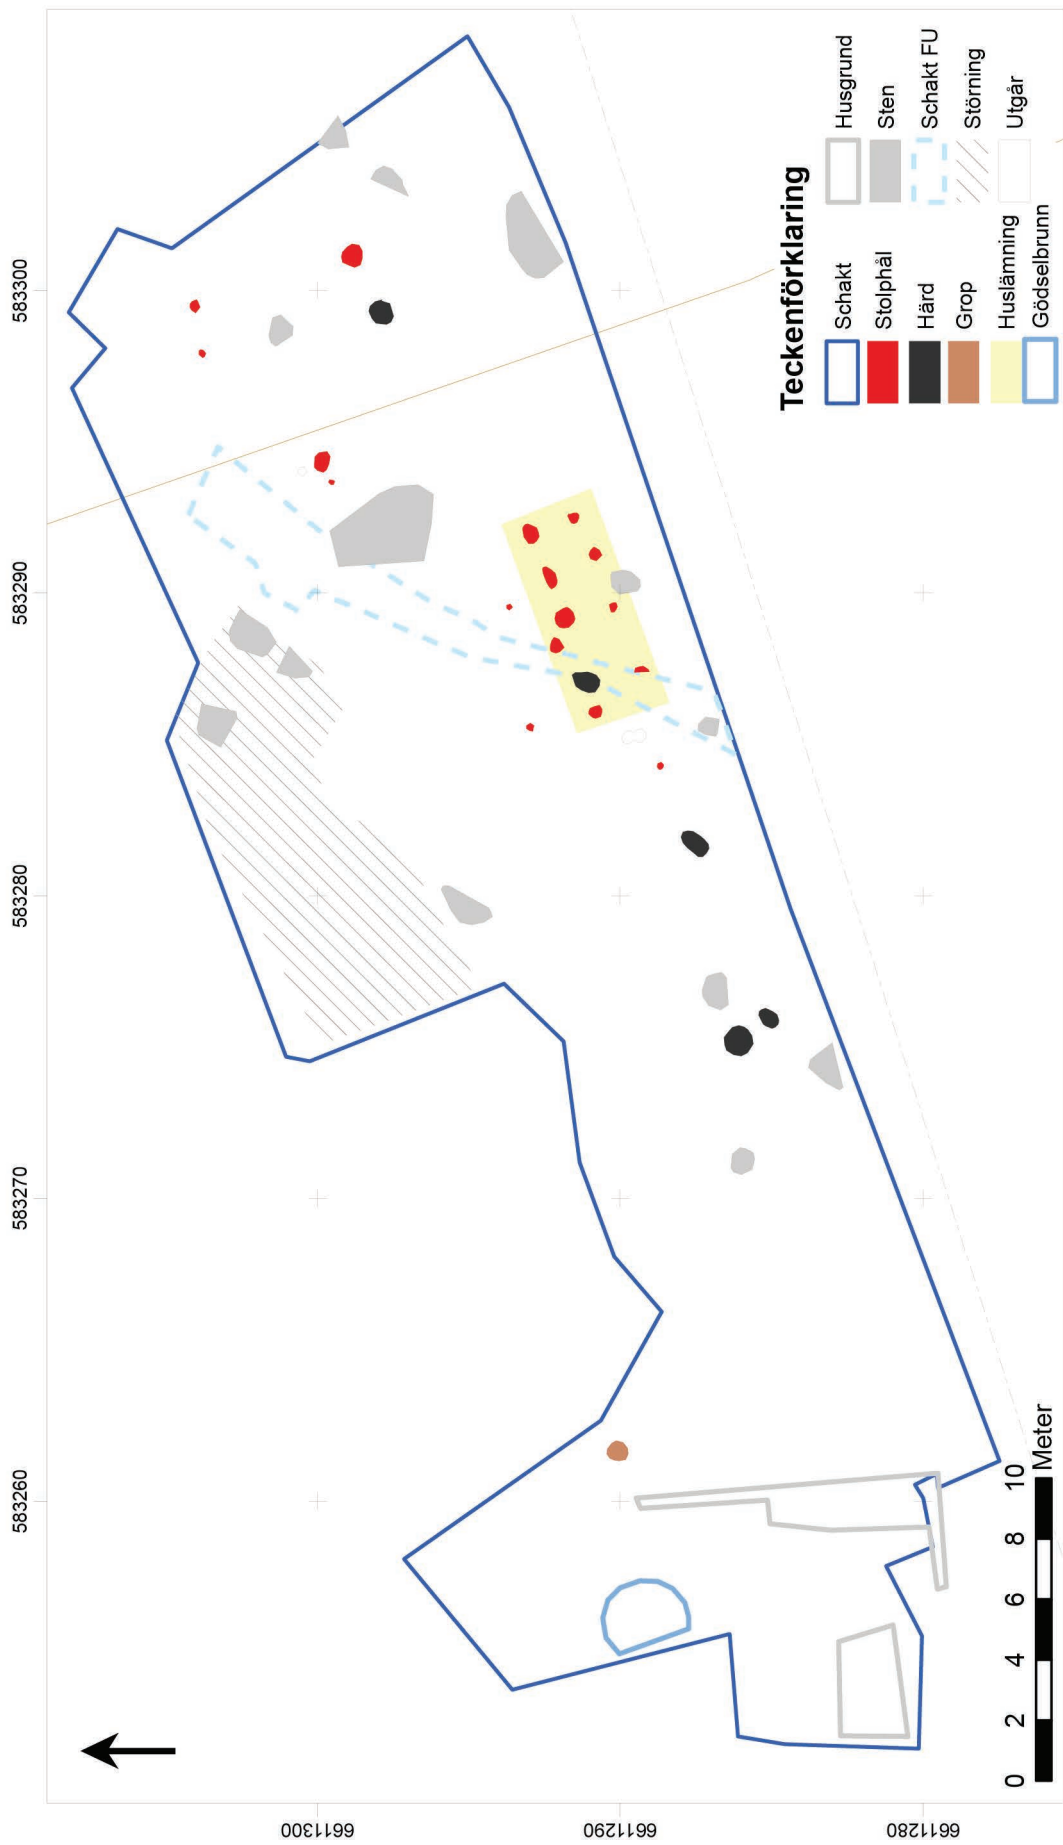 583260
583270
583280
583290
583300
6611300
6611290
6611280
Teckenförklaring
Schakt
Stolphål
Härd
Grop
Huslämning
Gödselbrunn
Husgrund
Sten
Schakt FU
Störning
Utgår
0 2 4 6 8 10
Meter